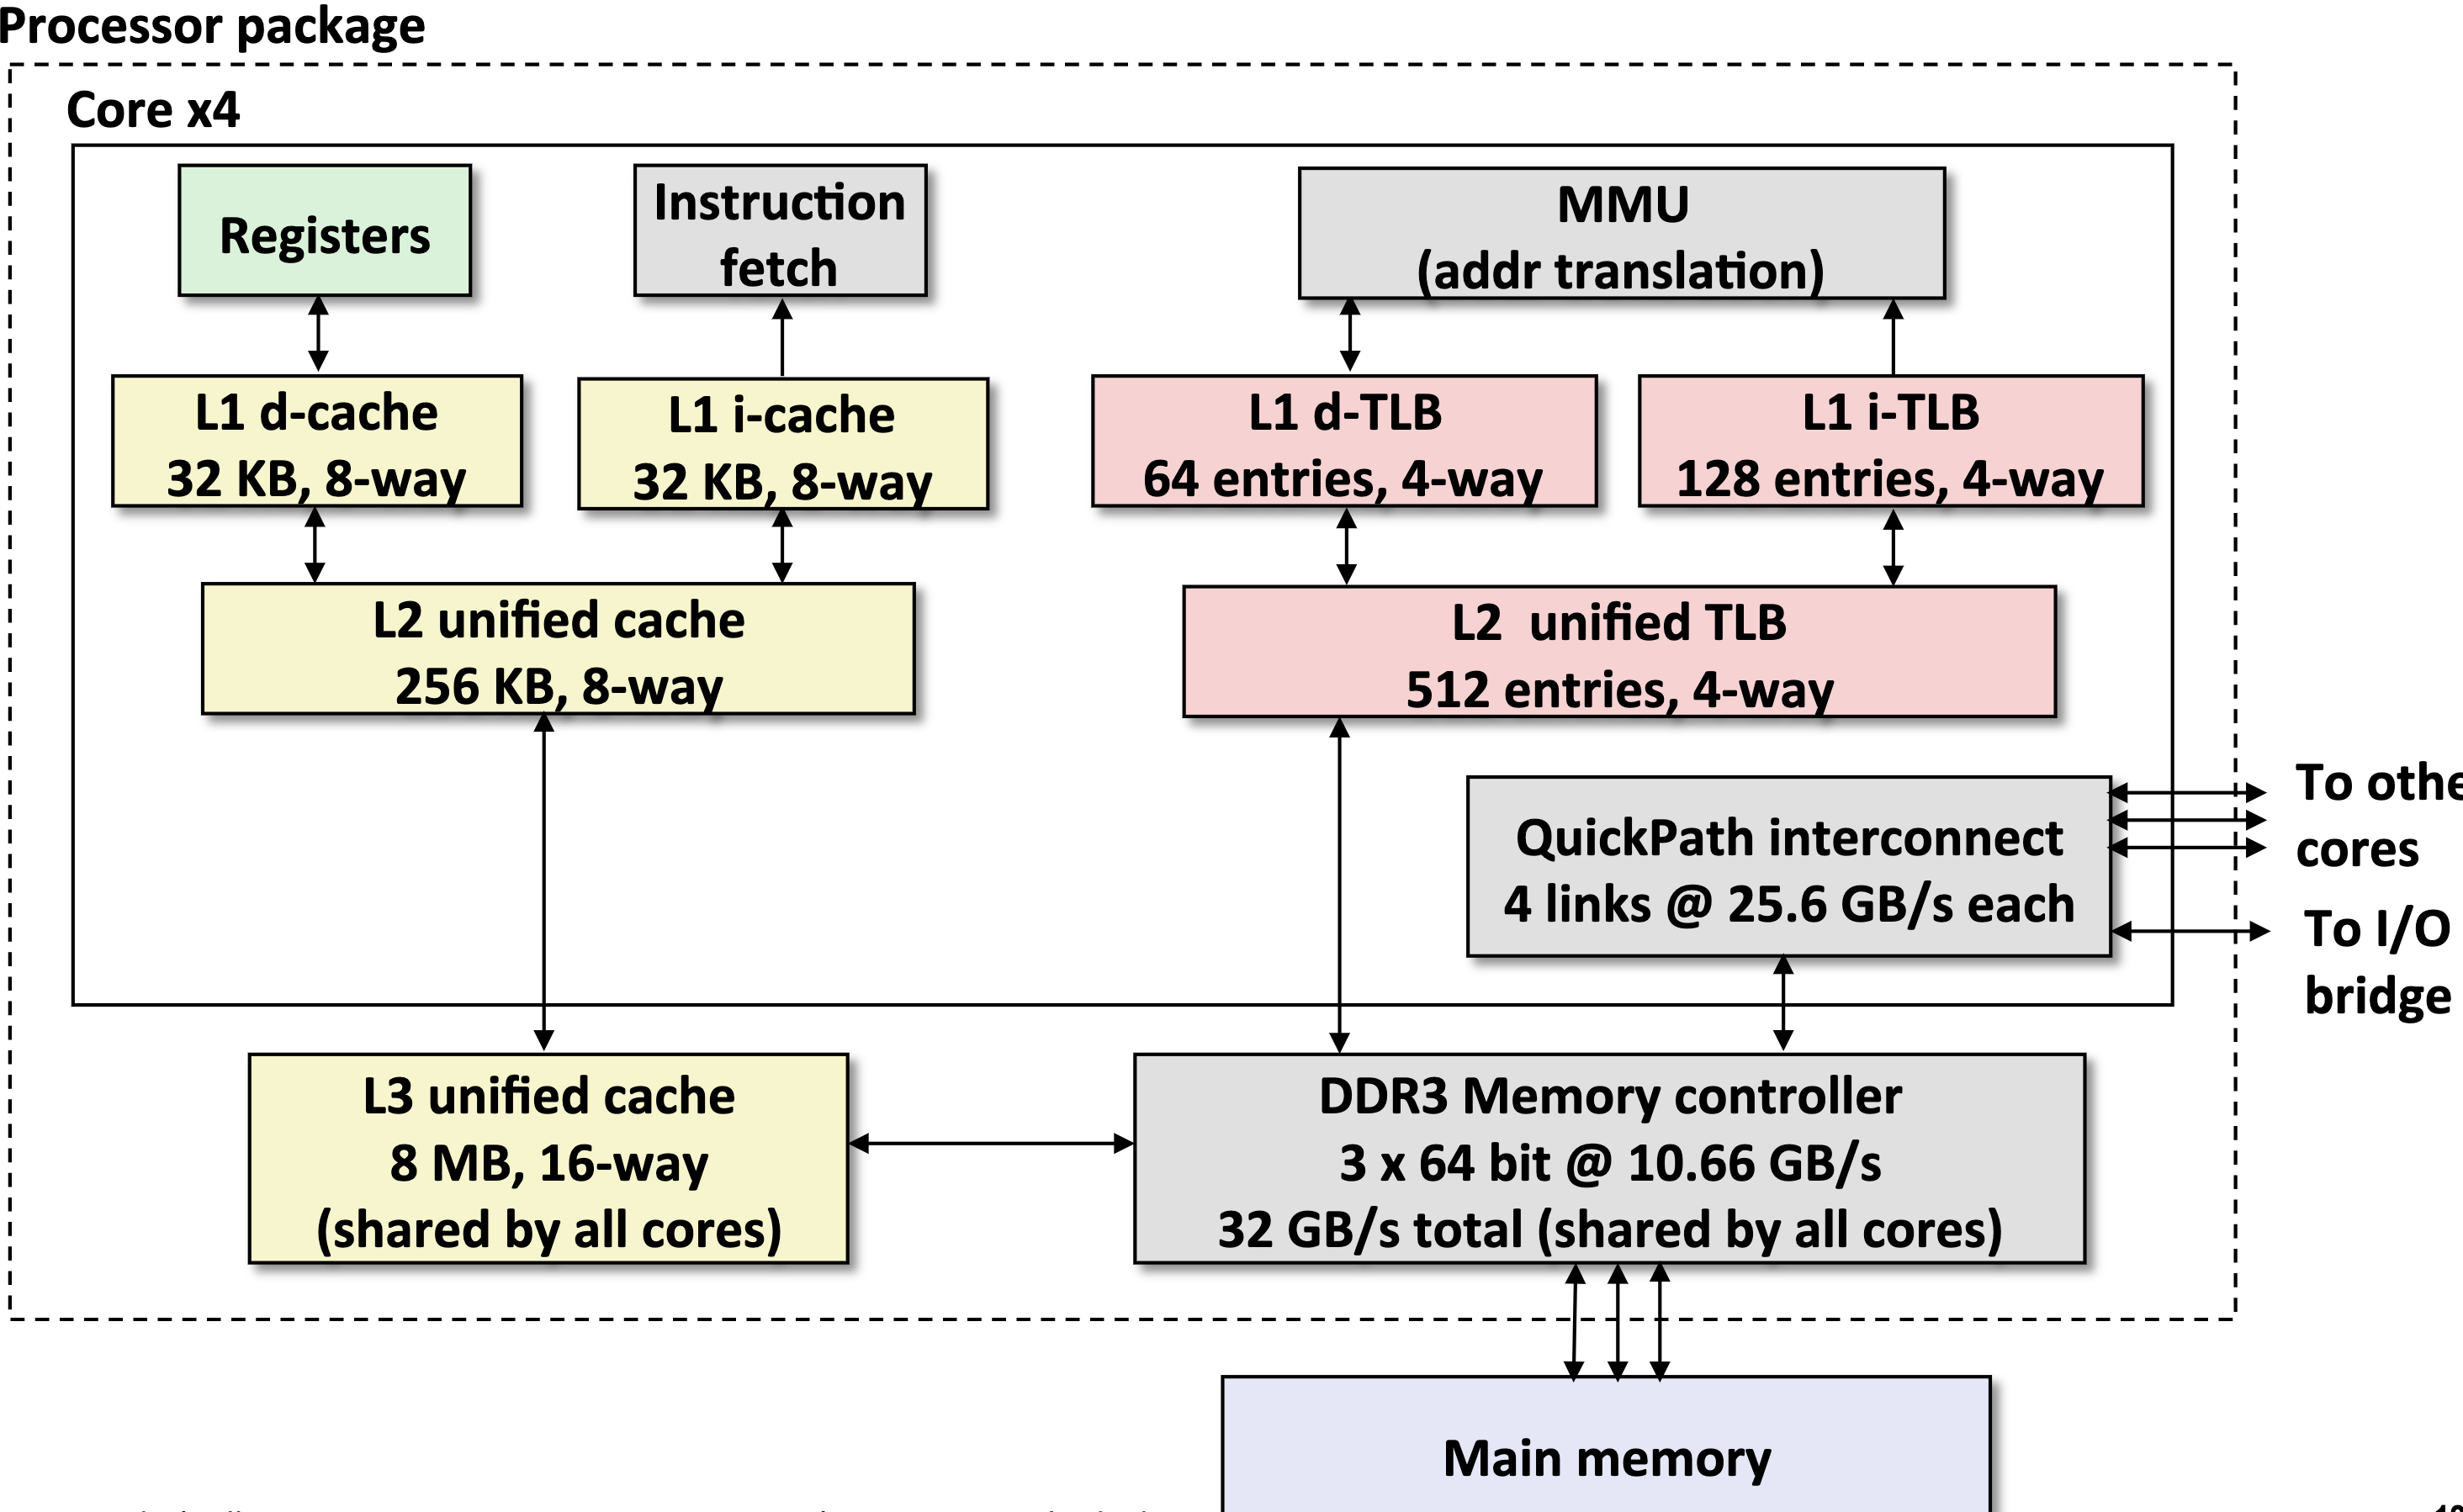 Processor package
Core x4
Registers
Instruction
fetch
MMU
(addr translation)
L1 d-cache
32 KB, 8-way
L1 i-cache
32 KB, 8-way
L1 d-TLB
64 entries, 4-way
L1 i-TLB
128 entries, 4-way
L2 unified cache
256 KB, 8-way
L2  unified TLB
512 entries, 4-way
QuickPath interconnect
4 links @ 25.6 GB/s each
To othe
cores
To I/O
bridge
L3 unified cache
8 MB, 16-way
(shared by all cores)
DDR3 Memory controller
3 x 64 bit @ 10.66 GB/s
32 GB/s total (shared by all cores)
Main memory